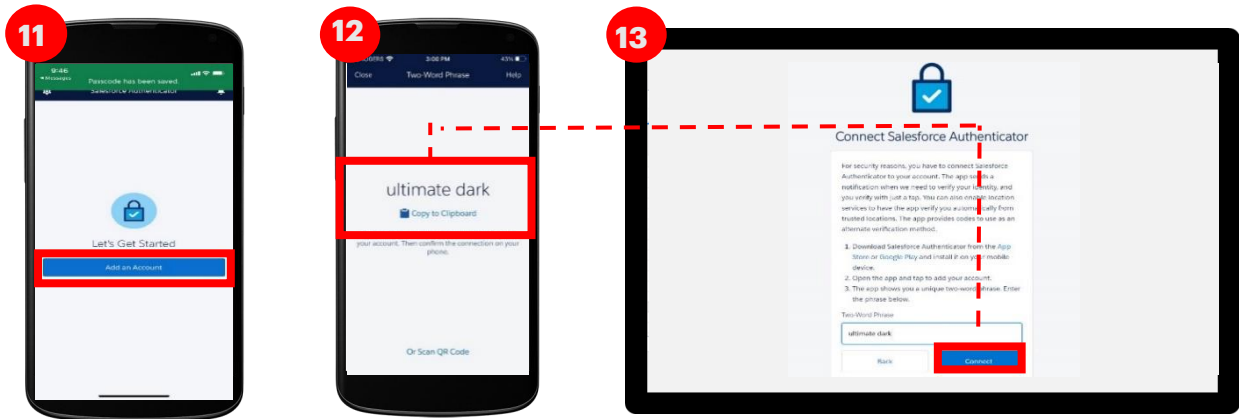 11
9:46
Messages
Passcode has been saved.
Salesforce Authenticator
Let's Get Started
Add an Account
12
3:08 PM
43%
Close Two-Word Phrase Help
ultimate dark
Copy to Clipboard
your account. Then confirm the connection on your
phone.
Or Scan QR Code
13
Connect Salesforce Authenticator
For security reasons, you have to connect Salesforce
Authenticator to your account. The app sends a
notification when we need to verify your identity, and
you verify with just a tap. You can also enable location
services to have the app verify you automatically from
trusted locations. The app provides codes to use as an
alternate verification method.
1. Download Salesforce Authenticator from the App
Store or Google Play and install it on your mobile
device.
2. Open the app and tap to add your account.
3. The app shows you a unique two-word phrase. Enter
the phrase below.
Two-Word Phrase
ultimate dark
Back Connect